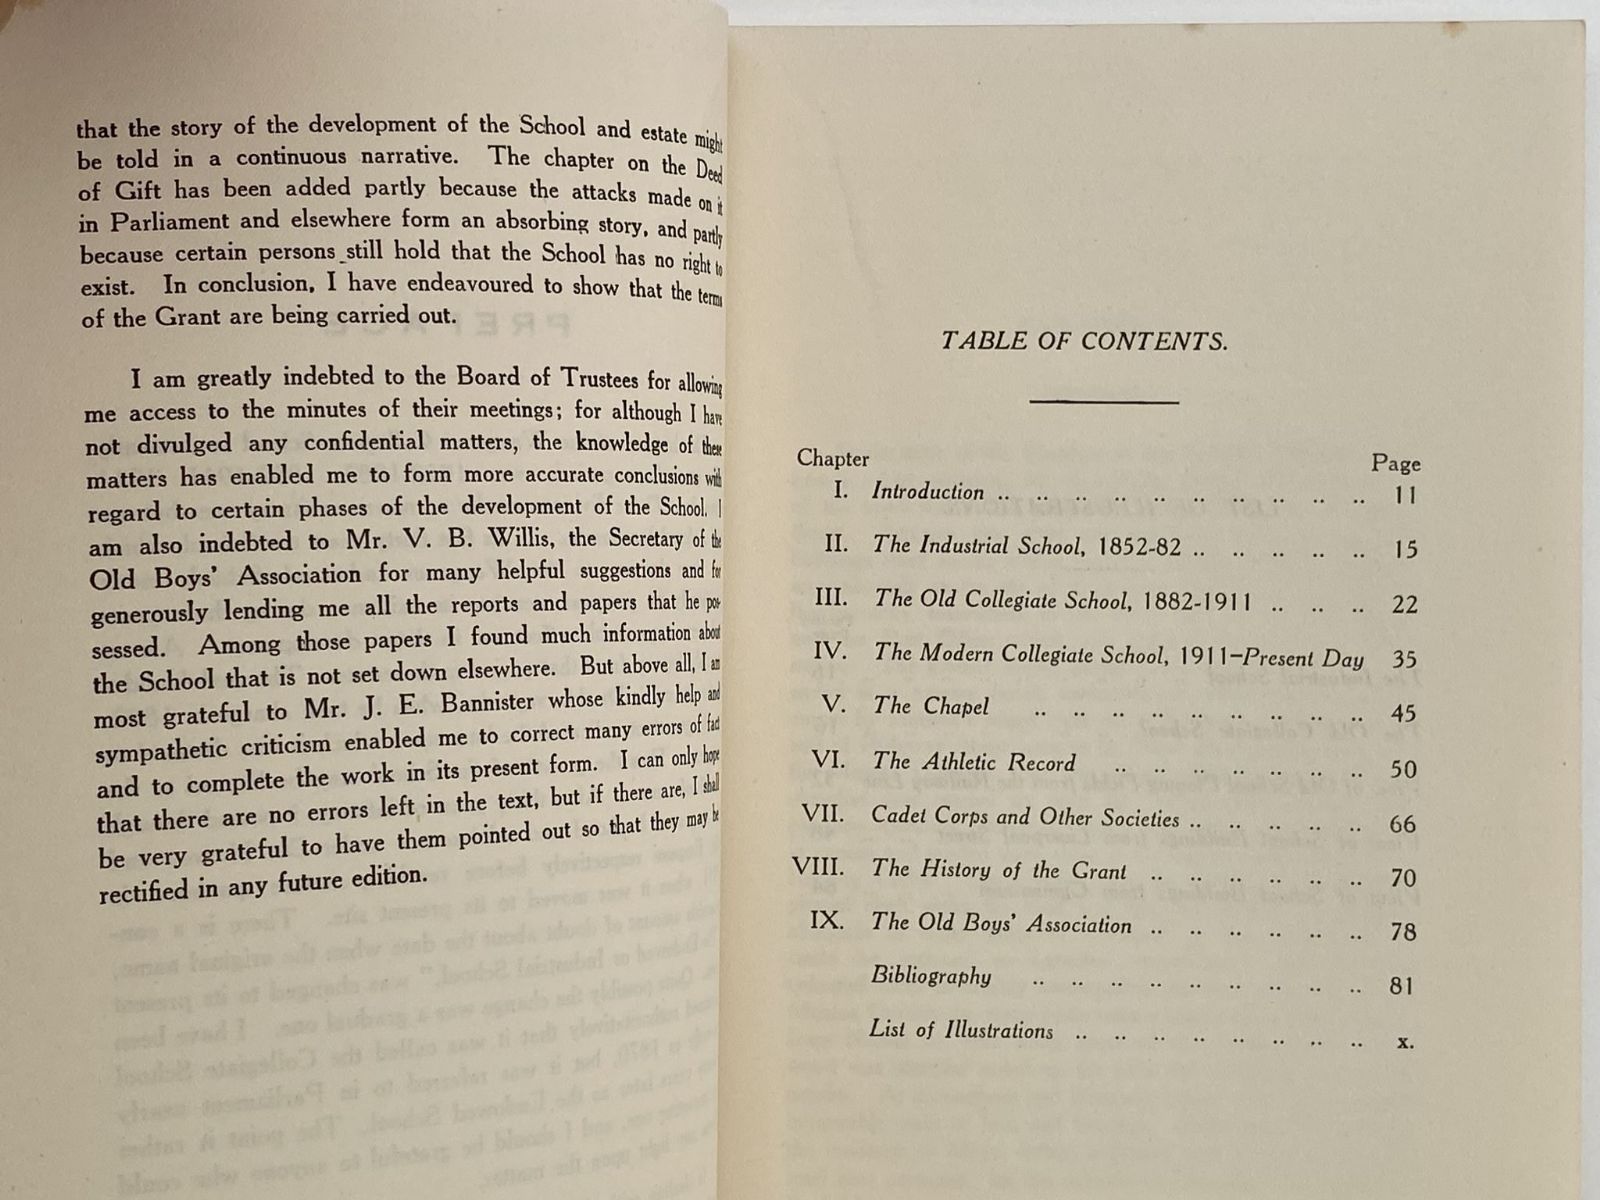 that the story of the development of the School and estate might
be told in a continuous narrative. The chapter on the Deed
of Gift has been added partly because the attacks made on it
in Parliament and elsewhere form an absorbing story, and partly
because certain persons still hold that the School has no right to
exist. In conclusion, I have endeavoured to show that the terms
of the Grant are being carried out.
I am greatly indebted to the Board of Trustees for allowing
me access to the minutes of their meetings; for although I have
not divulged any confidential matters, the knowledge of these
matters has enabled me to form more accurate conclusions with
regard to certain phases of the development of the School. I
am also indebted to Mr. V. B. Willis, the Secretary of the
Old Boys' Association for many helpful suggestions and for
generously lending me all the reports and papers that he pos-
sessed. Among those papers I found much information about
the School that is not set down elsewhere. But above all, I am
most grateful to Mr. J. E. Bannister whose kindly help and
sympathetic criticism enabled me to correct many errors of fact
and to complete the work in its present form. I can only hope
that there are no errors left in the text, but if there are, I shall
be very grateful to have them pointed out so that they may be
rectified in any future edition.
TABLE OF CONTENTS.
Chapter Page
I. Introduction .. .. .. .. .. .. .. .. .. .. 11
II. The Industrial School, 1852-82 .. .. .. .. .. 15
III. The Old Collegiate School, 1882-1911 .. .. .. 22
IV. The Modern Collegiate School, 1911–Present Day 35
V. The Chapel .. .. .. .. .. .. .. .. .. 45
VI. The Athletic Record .. .. .. .. .. .. .. 50
VII. Cadet Corps and Other Societies .. .. .. .. .. 66
VIII. The History of the Grant .. .. .. .. .. .. 70
IX. The Old Boys' Association .. .. .. .. .. .. 78
Bibliography .. .. .. .. .. .. .. .. .. 81
List of Illustrations .. .. .. .. .. .. .. .. x.